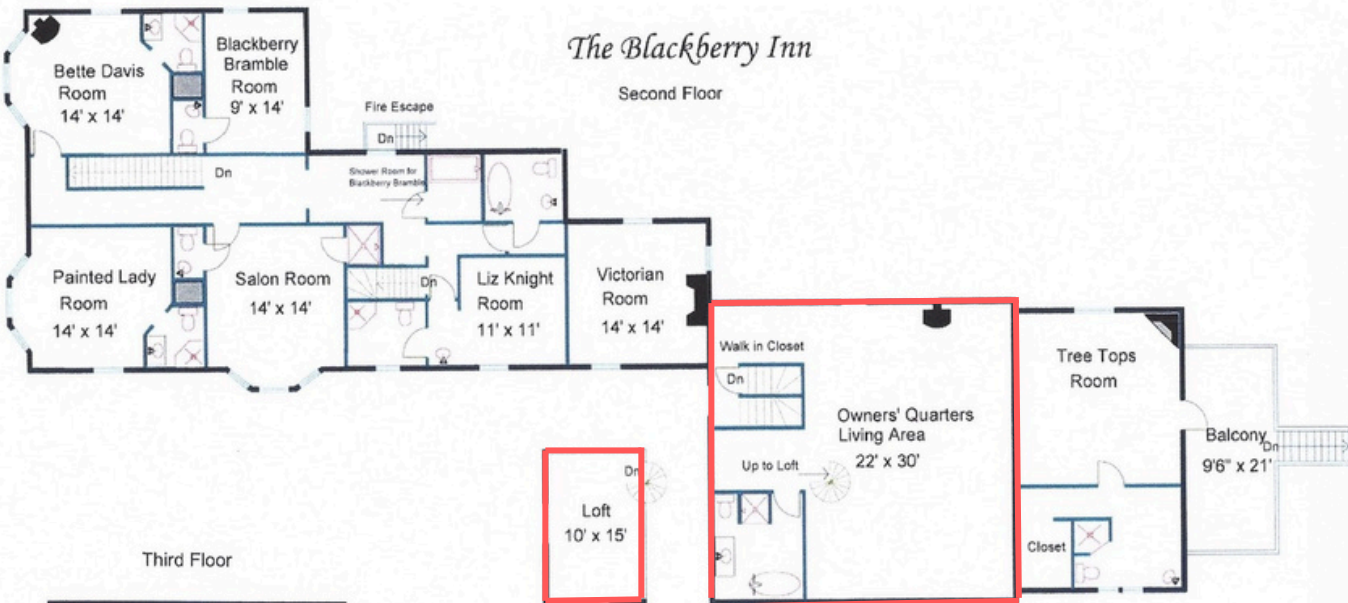 The Blackberry Inn
Second Floor
Bette Davis
Room
14' x 14'
Blackberry
Bramble
Room
9' x 14'
Fire Escape
Dn
Dn
Shower Room for
Blackberry Bramble
Painted Lady
Room
14' x 14'
Salon Room
14' x 14'
Dn
Liz Knight
Room
11' x 11'
Victorian
Room
14' x 14'
Walk in Closet
Dn
Owners' Quarters
Living Area
22' x 30'
Up to Loft
Tree Tops
Room
Balcony
9'6" x 21'
Dn
Closet
Dn
Loft
10' x 15'
Third Floor